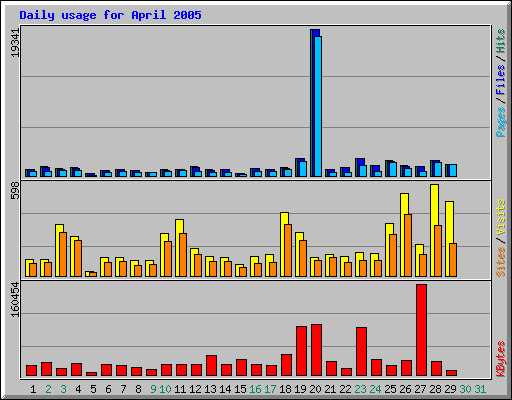 Daily usage for April 2005
19341
Pages / Files / Hits
598
Sites / Visits
160454
KBytes
1 2 3 4 5 6 7 8 9 10 11 12 13 14 15 16 17 18 19 20 21 22 23 24 25 26 27 28 29 30 31